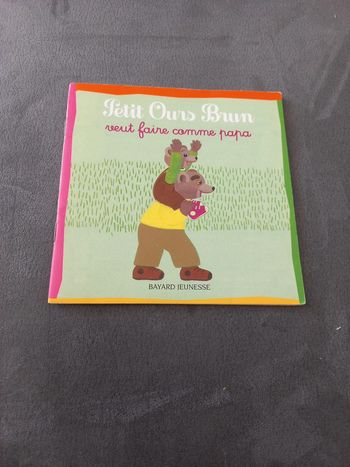 Petit Ours Brun
veut faire comme papa
BAYARD JEUNESSE